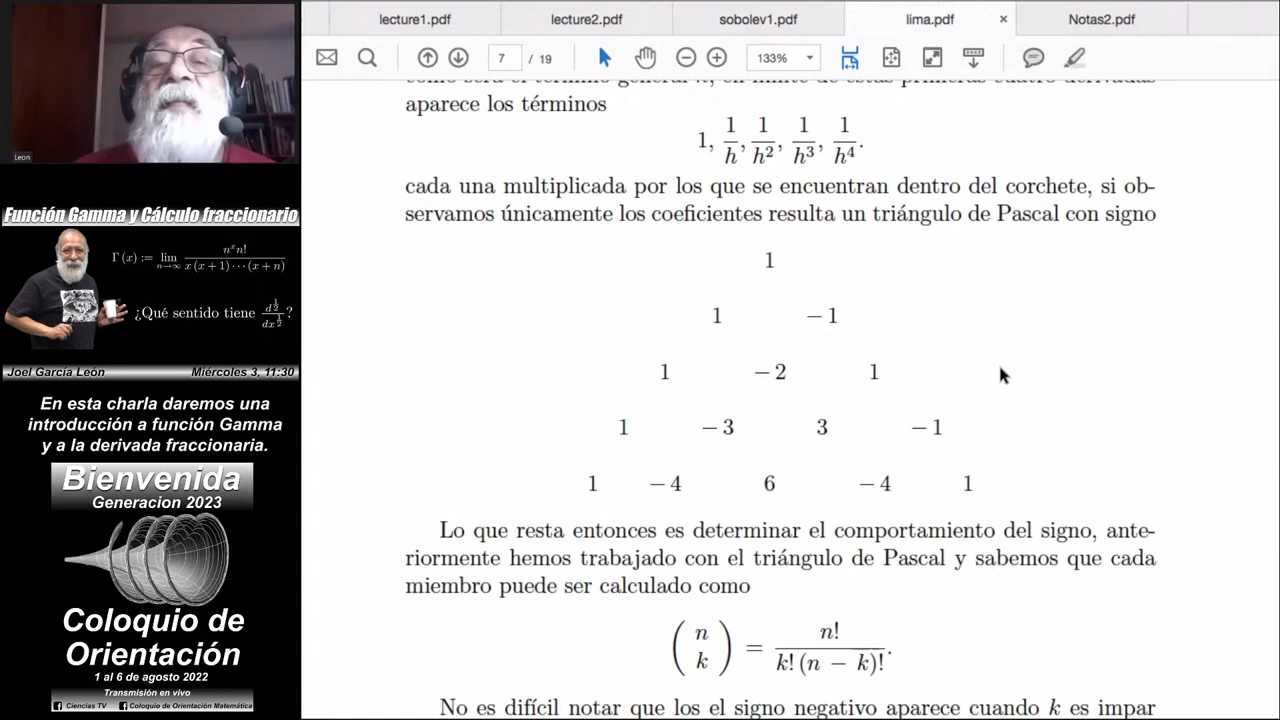 lecture1.pdf
lecture2.pdf
sobolev1.pdf
lima.pdf
×
Notas2.pdf
7 / 19
133%
aparece los términos
1, 1/h, 1/h², 1/h³, 1/h⁴.
cada una multiplicada por los que se encuentran dentro del corchete, si ob-
servamos únicamente los coeficientes resulta un triángulo de Pascal con signo
1
1 −1
1 −2 1
1 −3 3 −1
1 −4 6 −4 1
Lo que resta entonces es determinar el comportamiento del signo, ante-
riormente hemos trabajado con el triángulo de Pascal y sabemos que cada
miembro puede ser calculado como
(n k) = n! / k! (n − k)!.
No es difícil notar que los el signo negativo aparece cuando k es impar
Leon
Función Gamma y Cálculo fraccionario
Γ (x) := lim n→∞ nˣ n! / x (x + 1) ··· (x + n)
¿Qué sentido tiene d^½ / dx^½ ?
Joel García León
Miércoles 3, 11:30
En esta charla daremos una
introducción a función Gamma
y a la derivada fraccionaria.
Bienvenida
Generacion 2023
Coloquio de
Orientación
1 al 6 de agosto 2022
Transmisión en vivo
Ciencias TV
Coloquio de Orientación Matemática